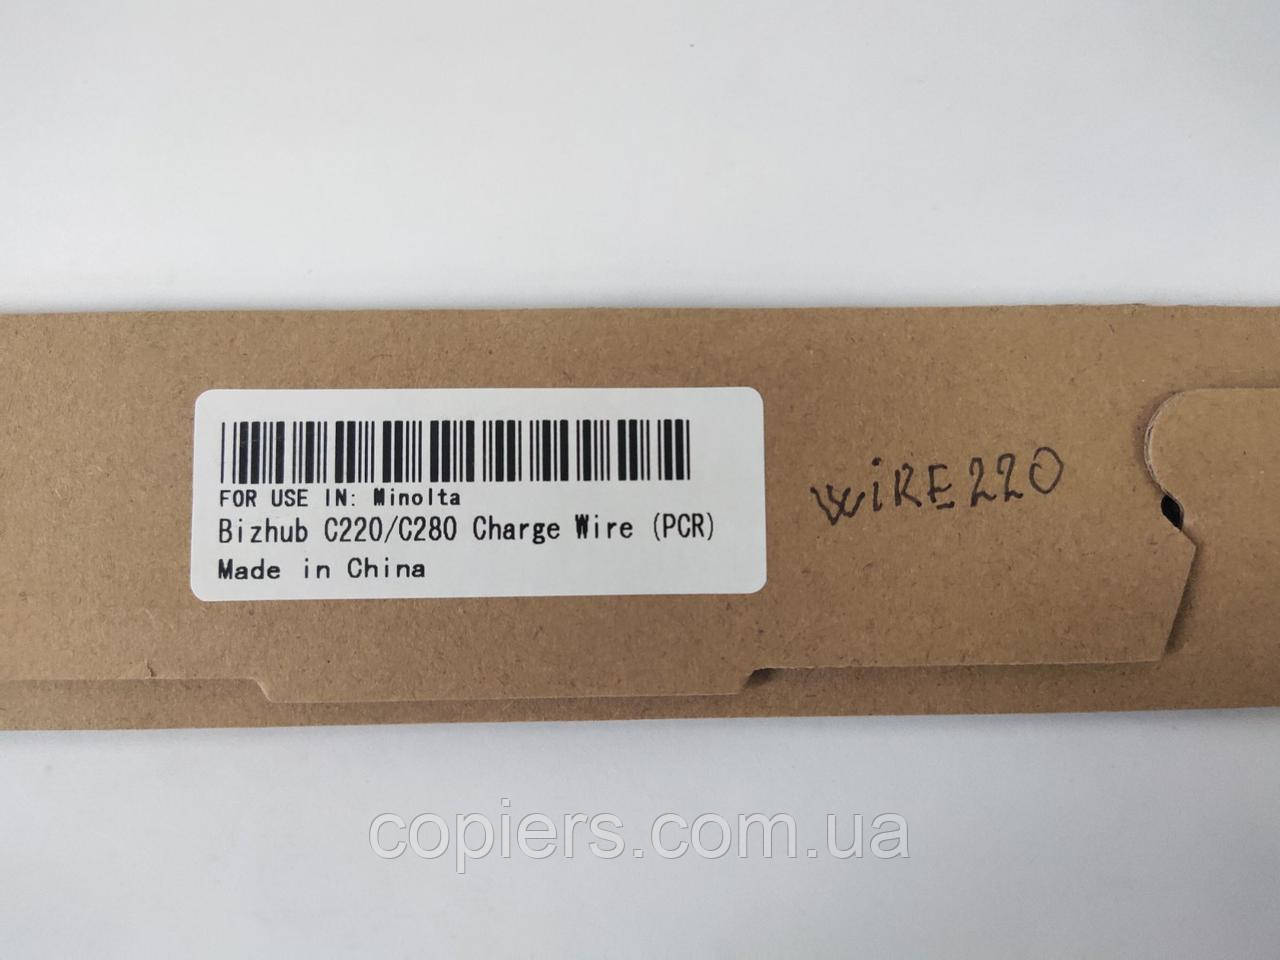 FOR USE IN: Minolta
Bizhub C220/C280 Charge Wire (PCR)
Made in China
WiRE220
copiers.com.ua